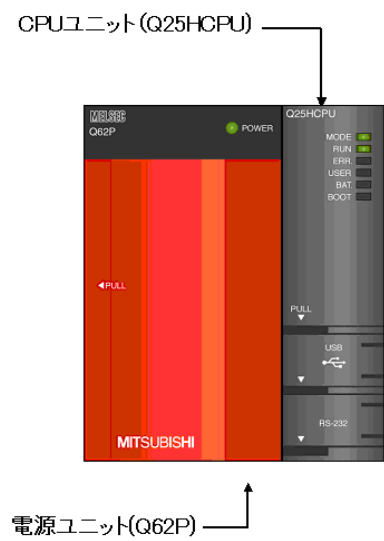 CPUユニット(Q25HCPU)
MELSEC
Q62P
POWER
Q25HCPU
MODE
RUN
ERR.
USER
BAT.
BOOT
PULL
PULL
USB
RS-232
MITSUBISHI
電源ユニット(Q62P)